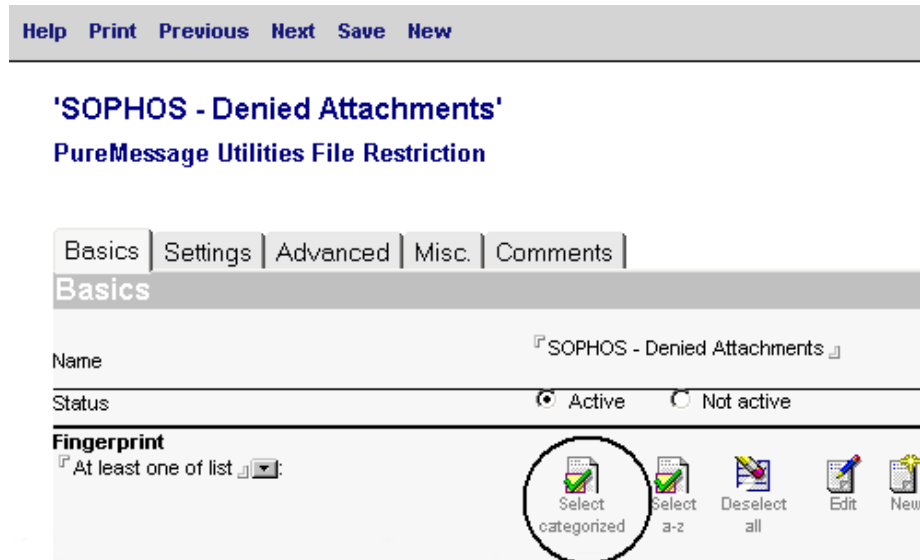 Help Print Previous Next Save New
'SOPHOS - Denied Attachments'
PureMessage Utilities File Restriction
Basics Settings Advanced Misc. Comments
Basics
Name SOPHOS - Denied Attachments
Status Active Not active
Fingerprint
At least one of list :
Select categorized
Select a-z
Deselect all
Edit
New